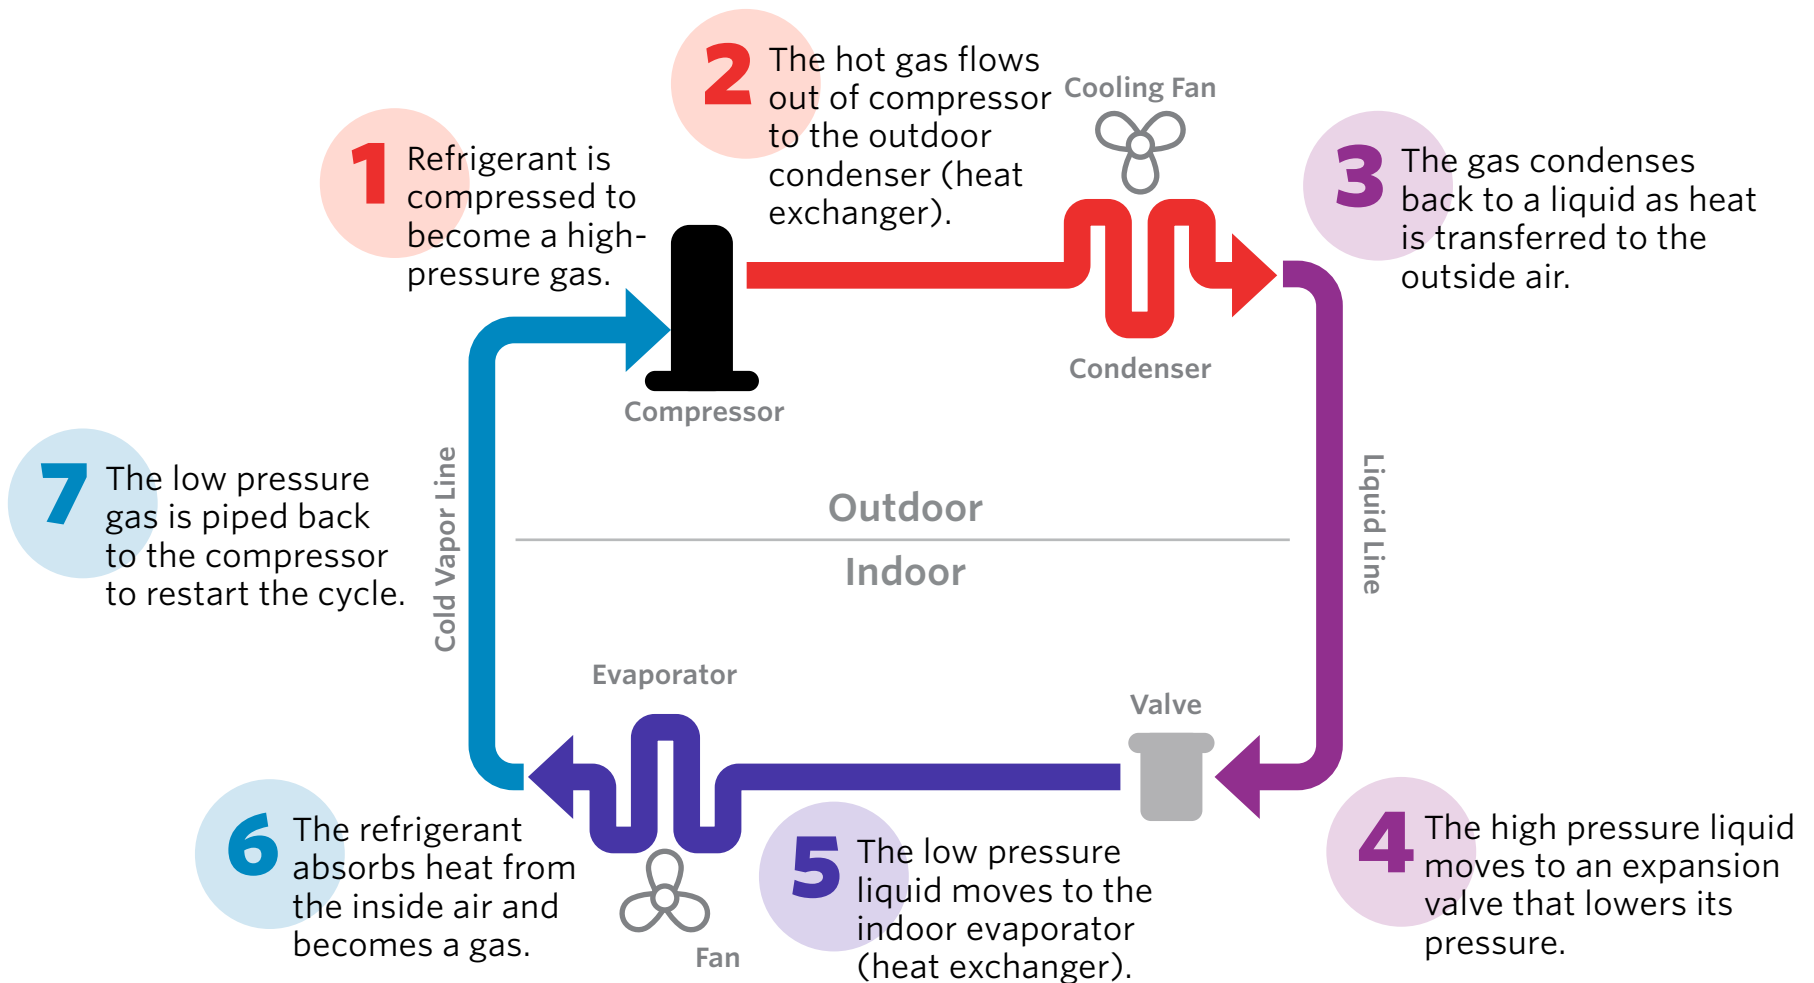 1
Refrigerant is
compressed to
become a high-
pressure gas.
2
The hot gas flows
out of compressor
to the outdoor
condenser (heat
exchanger).
Cooling Fan
3
The gas condenses
back to a liquid as heat
is transferred to the
outside air.
Condenser
Compressor
7
The low pressure
gas is piped back
to the compressor
to restart the cycle.
Cold Vapor Line
Outdoor
Indoor
Liquid Line
Evaporator
Valve
6
The refrigerant
absorbs heat from
the inside air and
becomes a gas.
Fan
5
The low pressure
liquid moves to the
indoor evaporator
(heat exchanger).
4
The high pressure liquid
moves to an expansion
valve that lowers its
pressure.